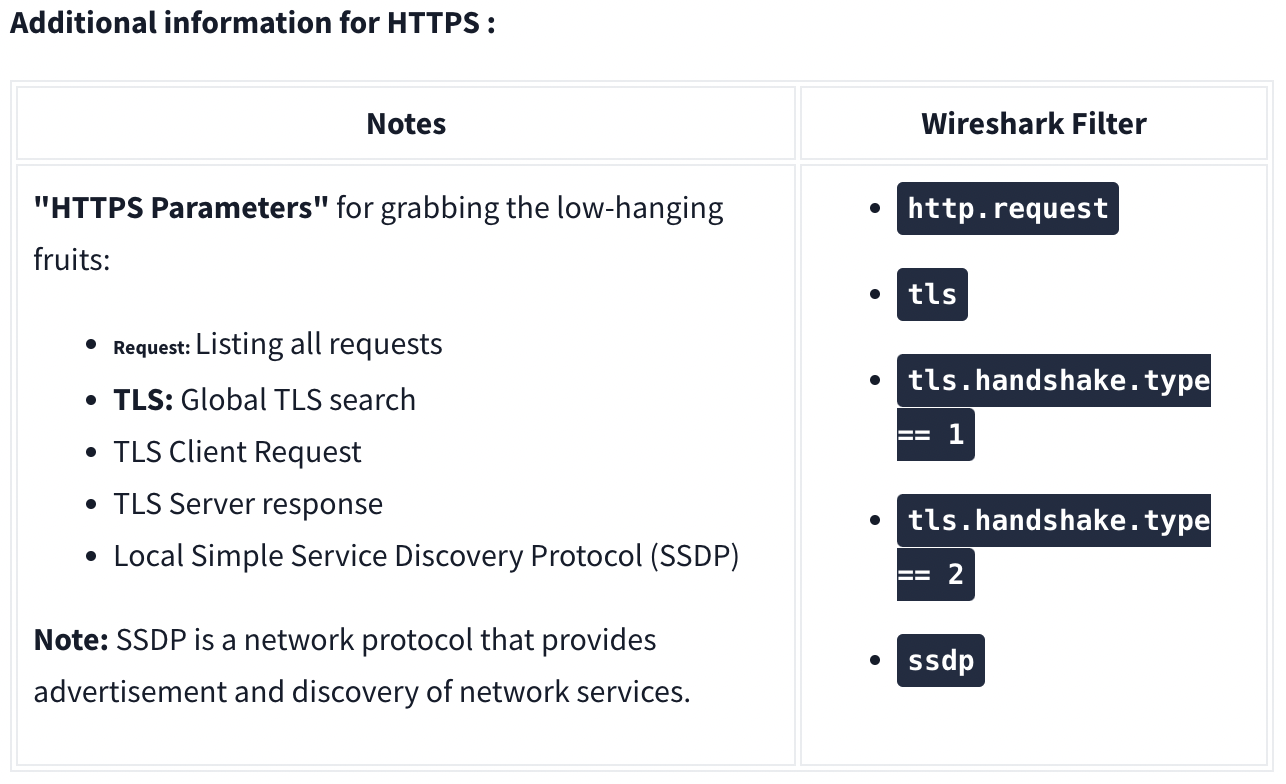 Additional information for HTTPS :
Notes
Wireshark Filter
"HTTPS Parameters" for grabbing the low-hanging
fruits:
Request: Listing all requests
TLS: Global TLS search
TLS Client Request
TLS Server response
Local Simple Service Discovery Protocol (SSDP)
Note: SSDP is a network protocol that provides
advertisement and discovery of network services.
http.request
tls
tls.handshake.type
== 1
tls.handshake.type
== 2
ssdp